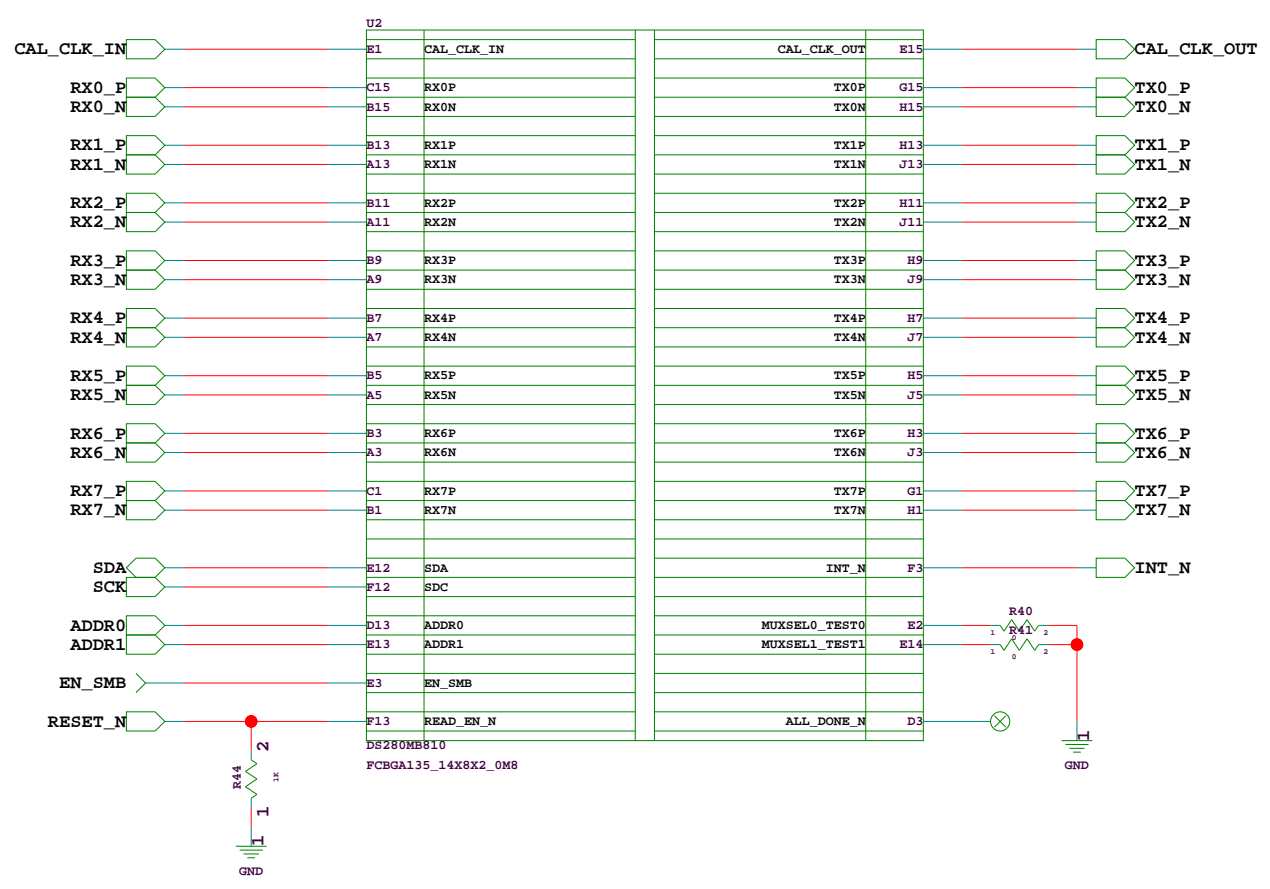 U2
CAL_CLK_IN E1 CAL_CLK_IN CAL_CLK_OUT E15 CAL_CLK_OUT
RX0_P C15 RX0P TX0P G15 TX0_P
RX0_N B15 RX0N TX0N H15 TX0_N
RX1_P B13 RX1P TX1P H13 TX1_P
RX1_N A13 RX1N TX1N J13 TX1_N
RX2_P B11 RX2P TX2P H11 TX2_P
RX2_N A11 RX2N TX2N J11 TX2_N
RX3_P B9 RX3P TX3P H9 TX3_P
RX3_N A9 RX3N TX3N J9 TX3_N
RX4_P B7 RX4P TX4P H7 TX4_P
RX4_N A7 RX4N TX4N J7 TX4_N
RX5_P B5 RX5P TX5P H5 TX5_P
RX5_N A5 RX5N TX5N J5 TX5_N
RX6_P B3 RX6P TX6P H3 TX6_P
RX6_N A3 RX6N TX6N J3 TX6_N
RX7_P C1 RX7P TX7P G1 TX7_P
RX7_N B1 RX7N TX7N H1 TX7_N
SDA E12 SDA INT_N F3 INT_N
SCK F12 SDC
R40
ADDR0 D13 ADDR0 MUXSEL0_TEST0 E2 1 0 2
R41
ADDR1 E13 ADDR1 MUXSEL1_TEST1 E14 1 0 2
EN_SMB E3 EN_SMB
RESET_N F13 READ_EN_N ALL_DONE_N D3
1
GND
DS280MB810
FCBGA135_14X8X2_0M8
2
R44 1K
1
1
GND